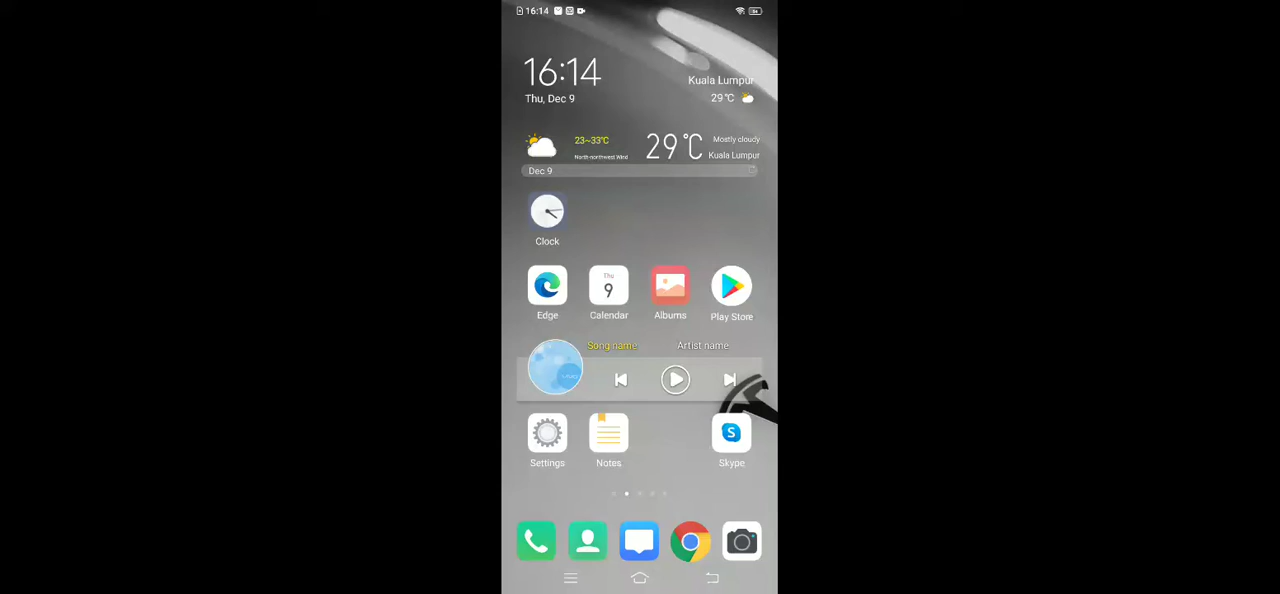 16:14
16:14
Thu, Dec 9
Kuala Lumpur
29°C
23~33°C
North-northwest Wind
29°C
Mostly cloudy
Kuala Lumpur
Dec 9
Clock
Thu
9
Edge
Calendar
Albums
Play Store
Song name
Artist name
S
Settings
Notes
Skype